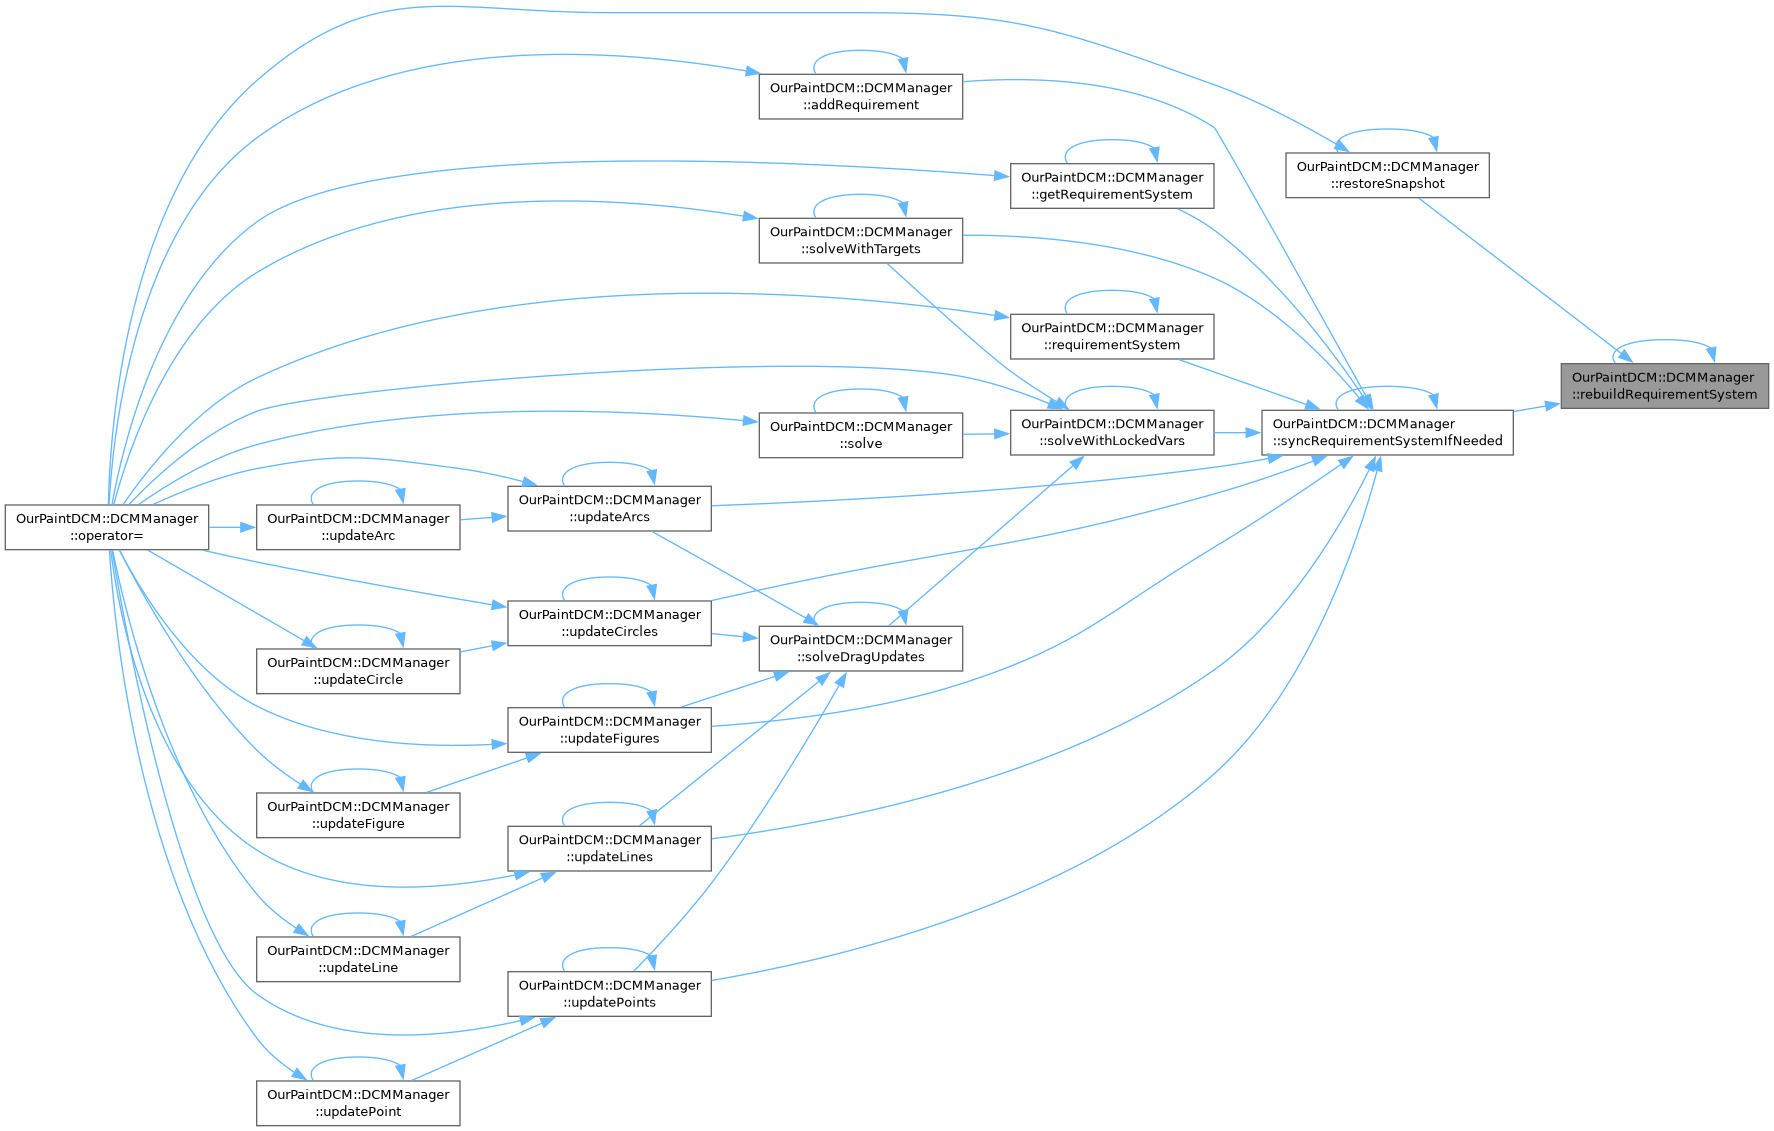 OurPaintDCM::DCMManager
::addRequirement
OurPaintDCM::DCMManager
::restoreSnapshot
OurPaintDCM::DCMManager
::getRequirementSystem
OurPaintDCM::DCMManager
::solveWithTargets
OurPaintDCM::DCMManager
::requirementSystem
OurPaintDCM::DCMManager
::rebuildRequirementSystem
OurPaintDCM::DCMManager
::solve
OurPaintDCM::DCMManager
::solveWithLockedVars
OurPaintDCM::DCMManager
::syncRequirementSystemIfNeeded
OurPaintDCM::DCMManager
::updateArcs
OurPaintDCM::DCMManager
::operator=
OurPaintDCM::DCMManager
::updateArc
OurPaintDCM::DCMManager
::updateCircles
OurPaintDCM::DCMManager
::solveDragUpdates
OurPaintDCM::DCMManager
::updateCircle
OurPaintDCM::DCMManager
::updateFigures
OurPaintDCM::DCMManager
::updateFigure
OurPaintDCM::DCMManager
::updateLines
OurPaintDCM::DCMManager
::updateLine
OurPaintDCM::DCMManager
::updatePoints
OurPaintDCM::DCMManager
::updatePoint